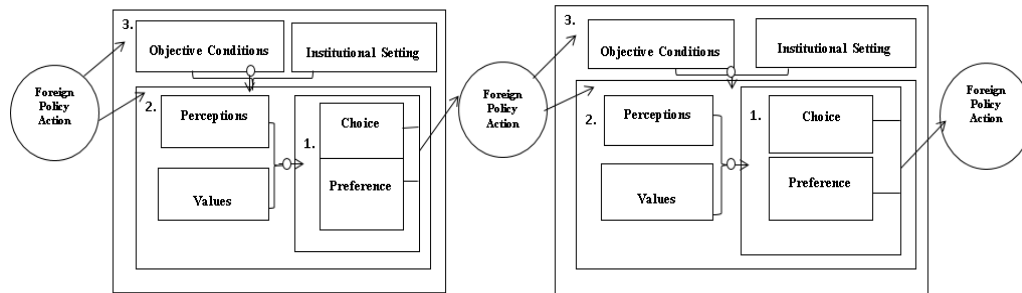 3.
Objective Conditions
Institutional Setting
Foreign
Policy
Action
2.
Perceptions
Values
1.
Choice
Preference
Foreign
Policy
Action
3.
Objective Conditions
Institutional Setting
2.
Perceptions
Values
1.
Choice
Preference
Foreign
Policy
Action